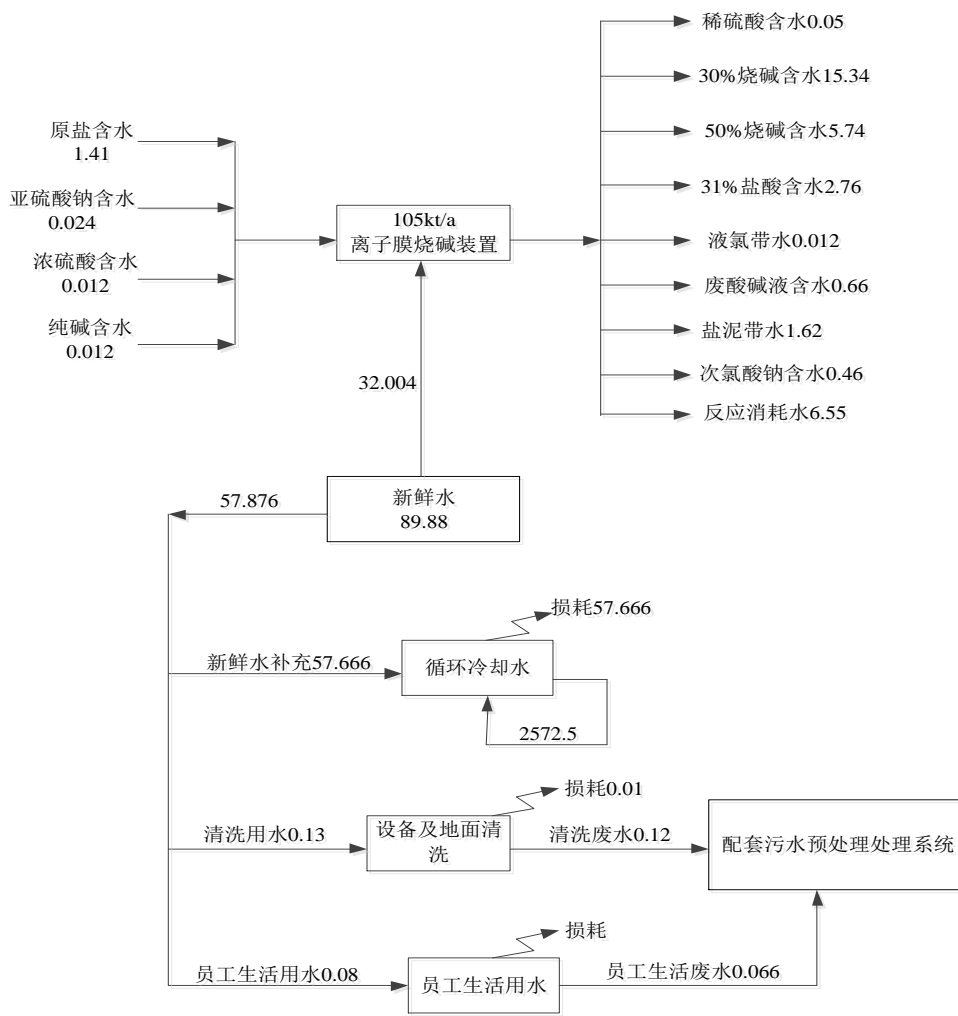 稀硫酸含水0.05
30%烧碱含水15.34
50%烧碱含水5.74
31%盐酸含水2.76
液氯带水0.012
废酸碱液含水0.66
盐泥带水1.62
次氯酸钠含水0.46
反应消耗水6.55
原盐含水
1.41
亚硫酸钠含水
0.024
浓硫酸含水
0.012
纯碱含水
0.012
105kt/a
离子膜烧碱装置
32.004
新鲜水
89.88
57.876
损耗57.666
新鲜水补充57.666
循环冷却水
2572.5
损耗0.01
清洗用水0.13
设备及地面清
洗
清洗废水0.12
配套污水预处理处理系统
损耗
员工生活用水0.08
员工生活用水
员工生活废水0.066